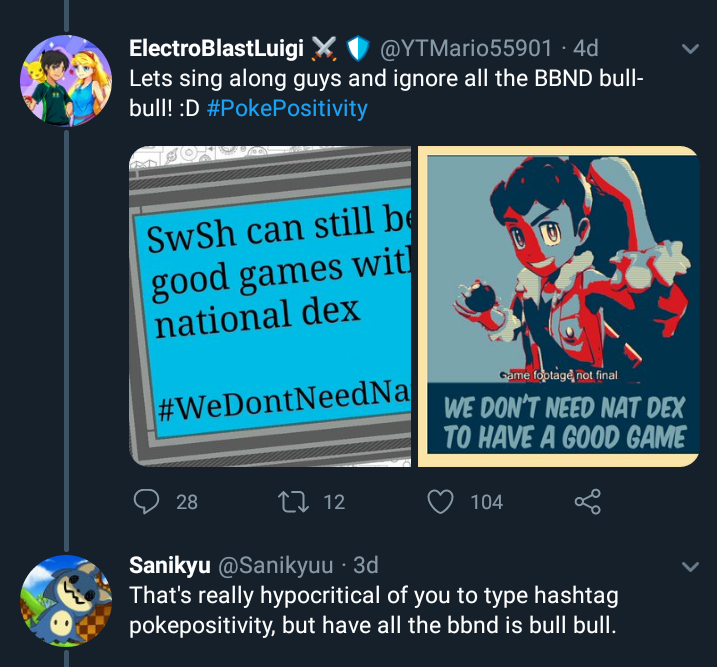 ElectroBlastLuigi ⚔️ 🛡️ @YTMario55901 · 4d
Lets sing along guys and ignore all the BBND bull-
bull! :D #PokePositivity
SwSh can still be
good games with
national dex
#WeDontNeedNa
Game footage not final
WE DON'T NEED NAT DEX
TO HAVE A GOOD GAME
28 12 104
Sanikyu @Sanikyuu · 3d
That's really hypocritical of you to type hashtag
pokepositivity, but have all the bbnd is bull bull.